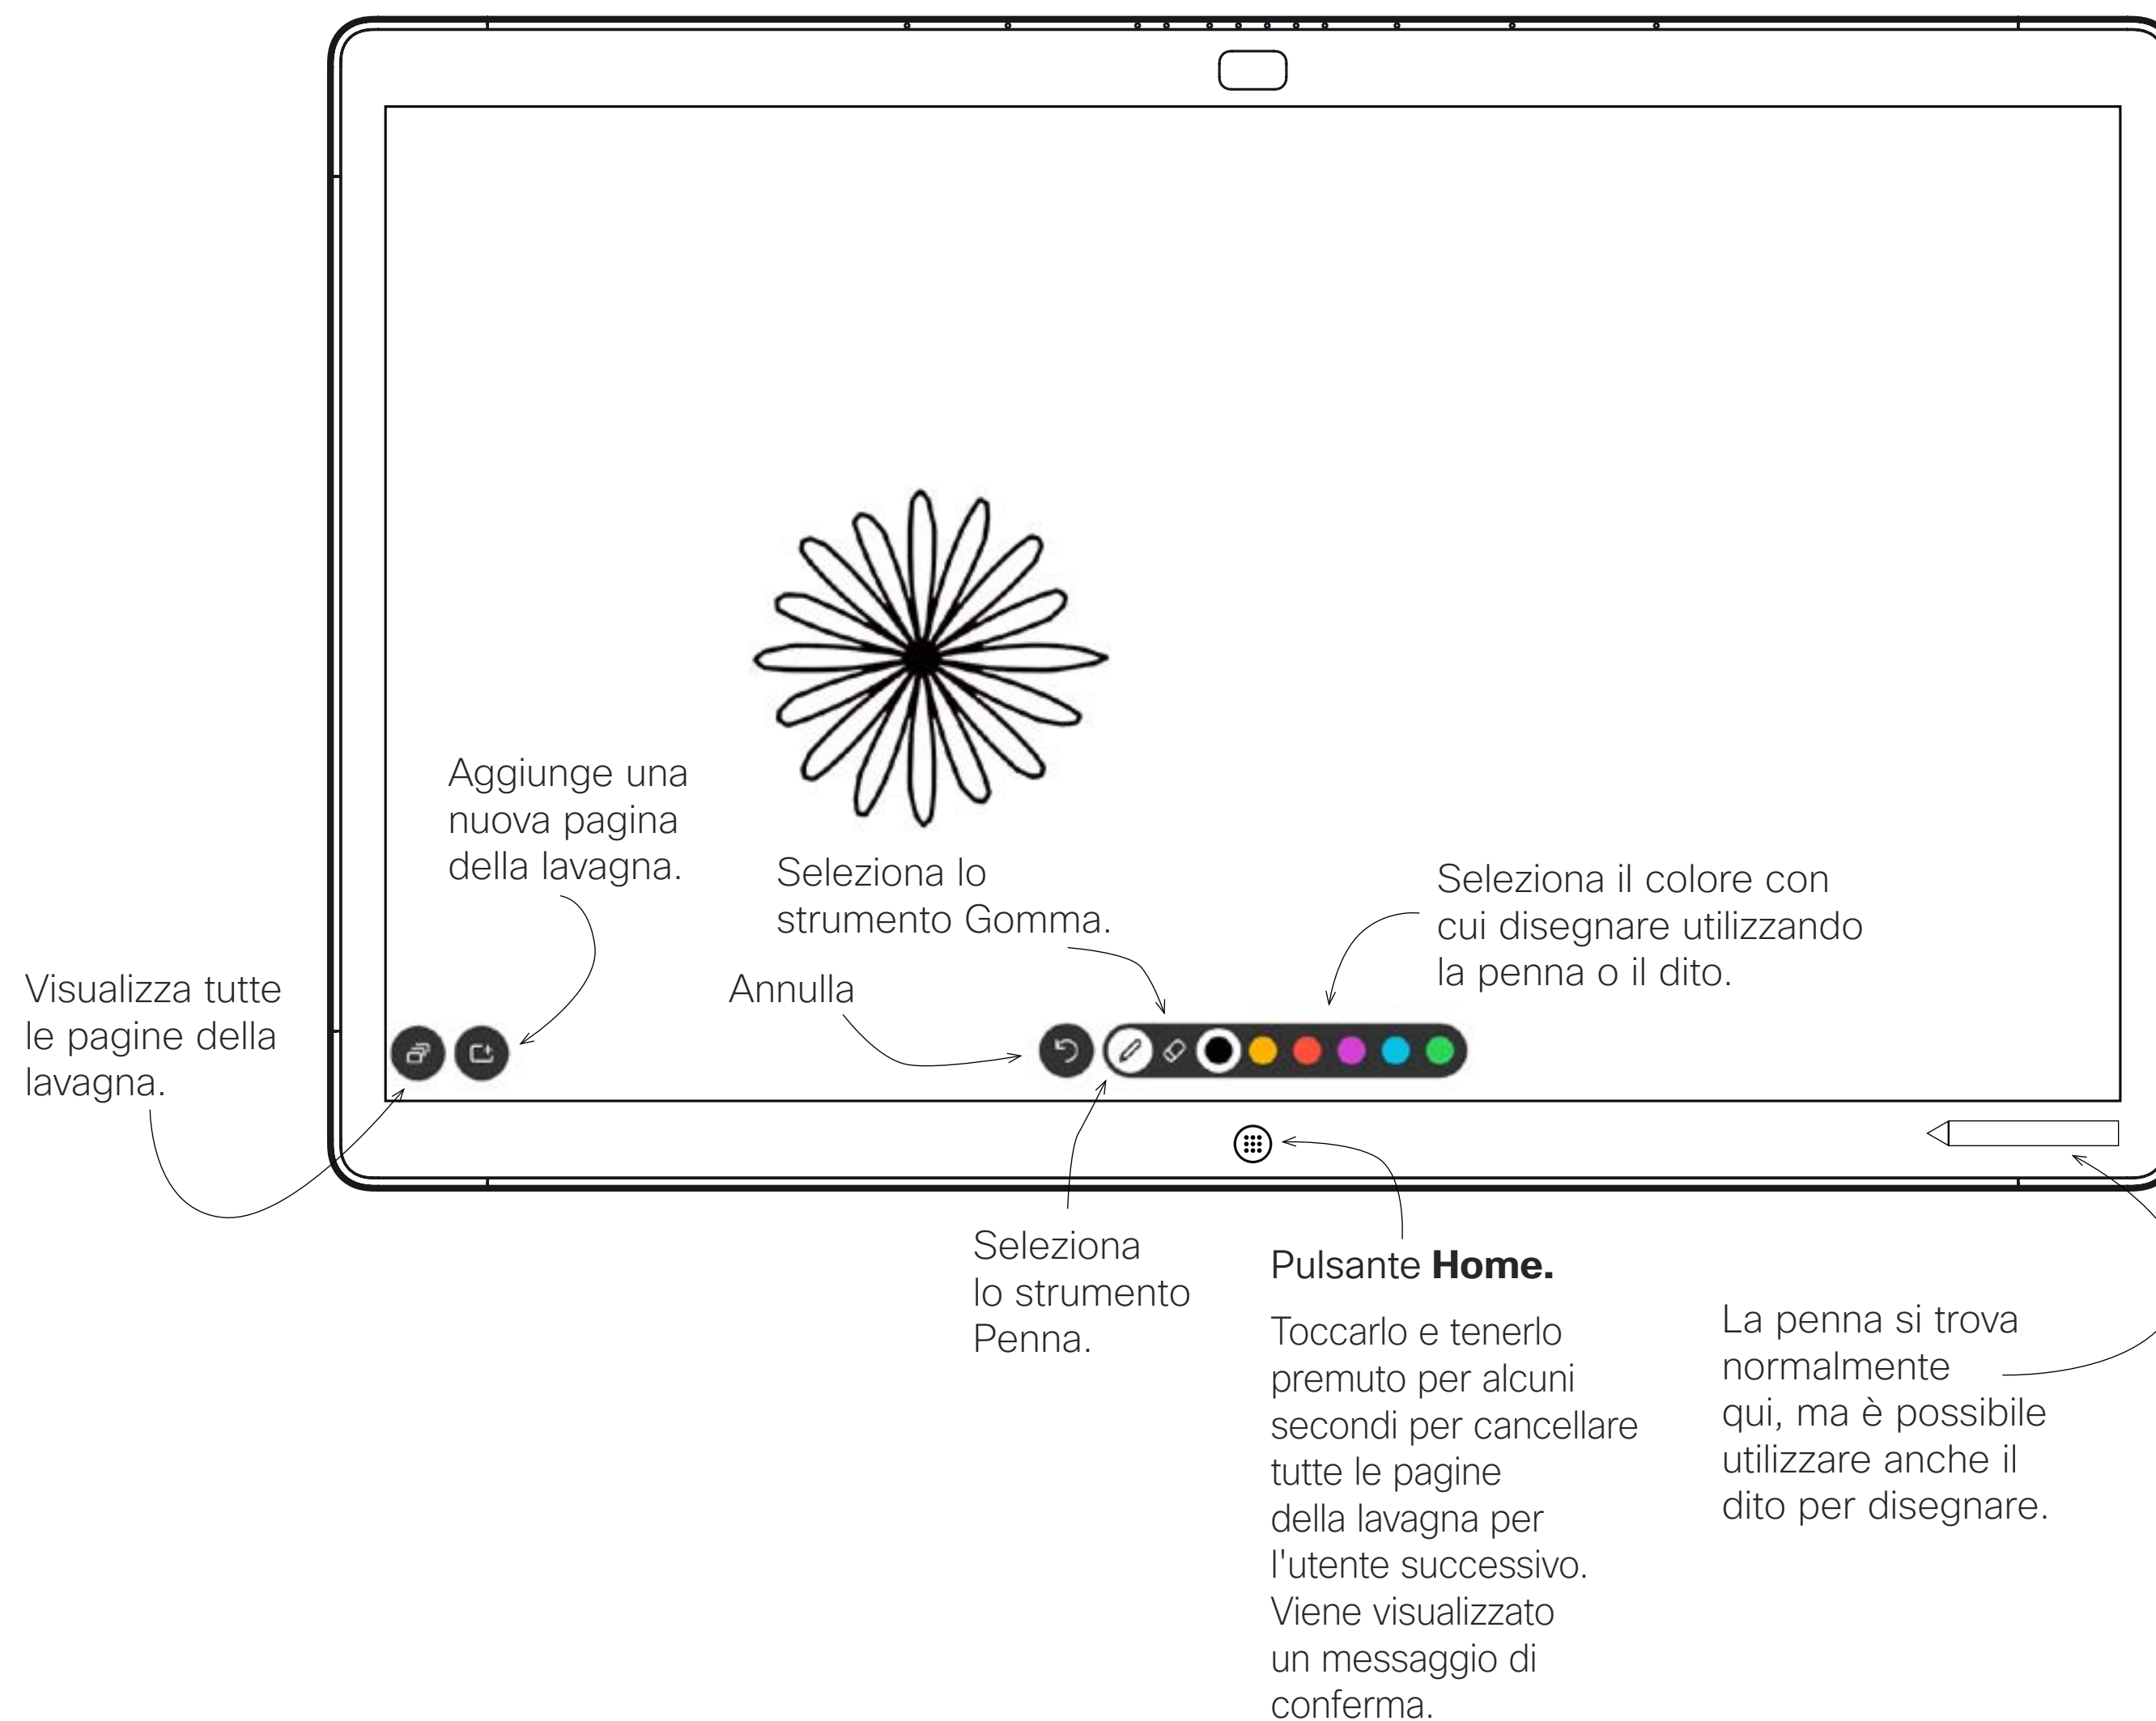 Aggiunge una
nuova pagina
della lavagna.
Seleziona lo
strumento Gomma.
Seleziona il colore con
cui disegnare utilizzando
la penna o il dito.
Visualizza tutte
le pagine della
lavagna.
Annulla
Seleziona
lo strumento
Penna.
Pulsante Home.
Toccarlo e tenerlo
premuto per alcuni
secondi per cancellare
tutte le pagine
della lavagna per
l'utente successivo.
Viene visualizzato
un messaggio di
conferma.
La penna si trova
normalmente
qui, ma è possibile
utilizzare anche il
dito per disegnare.